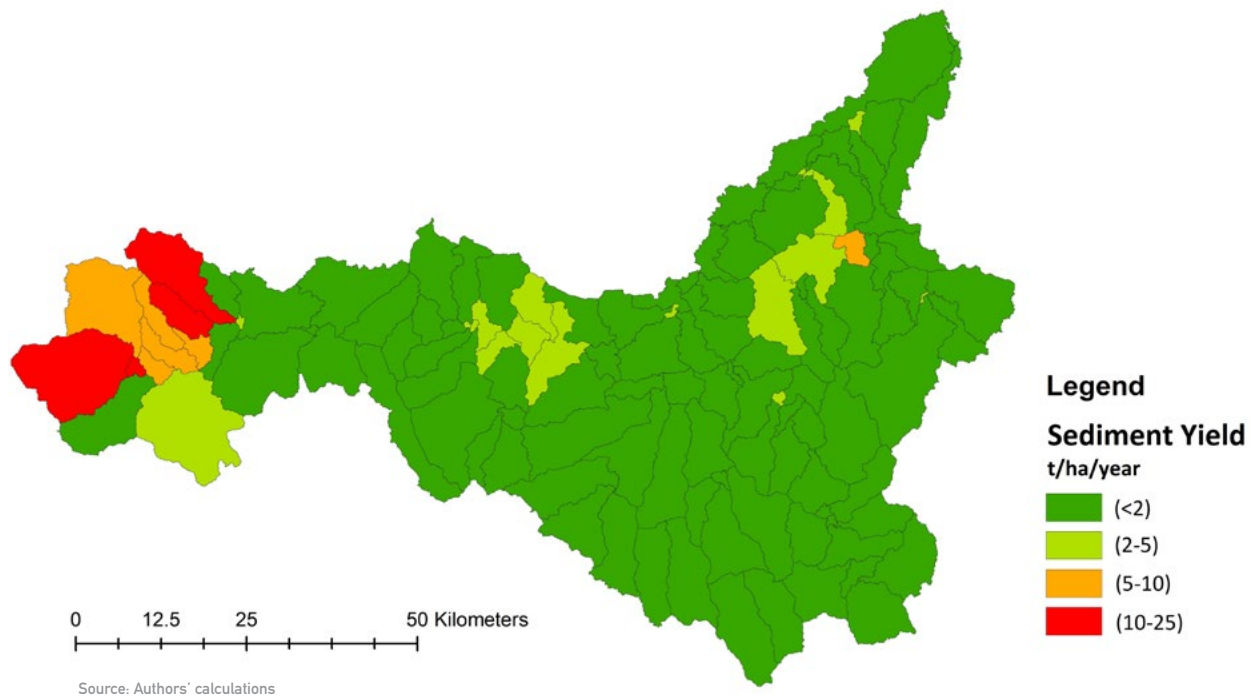 Legend
Sediment Yield
t/ha/year
(<2)
(2-5)
(5-10)
(10-25)
0 12.5 25 50 Kilometers
Source: Authors' calculations